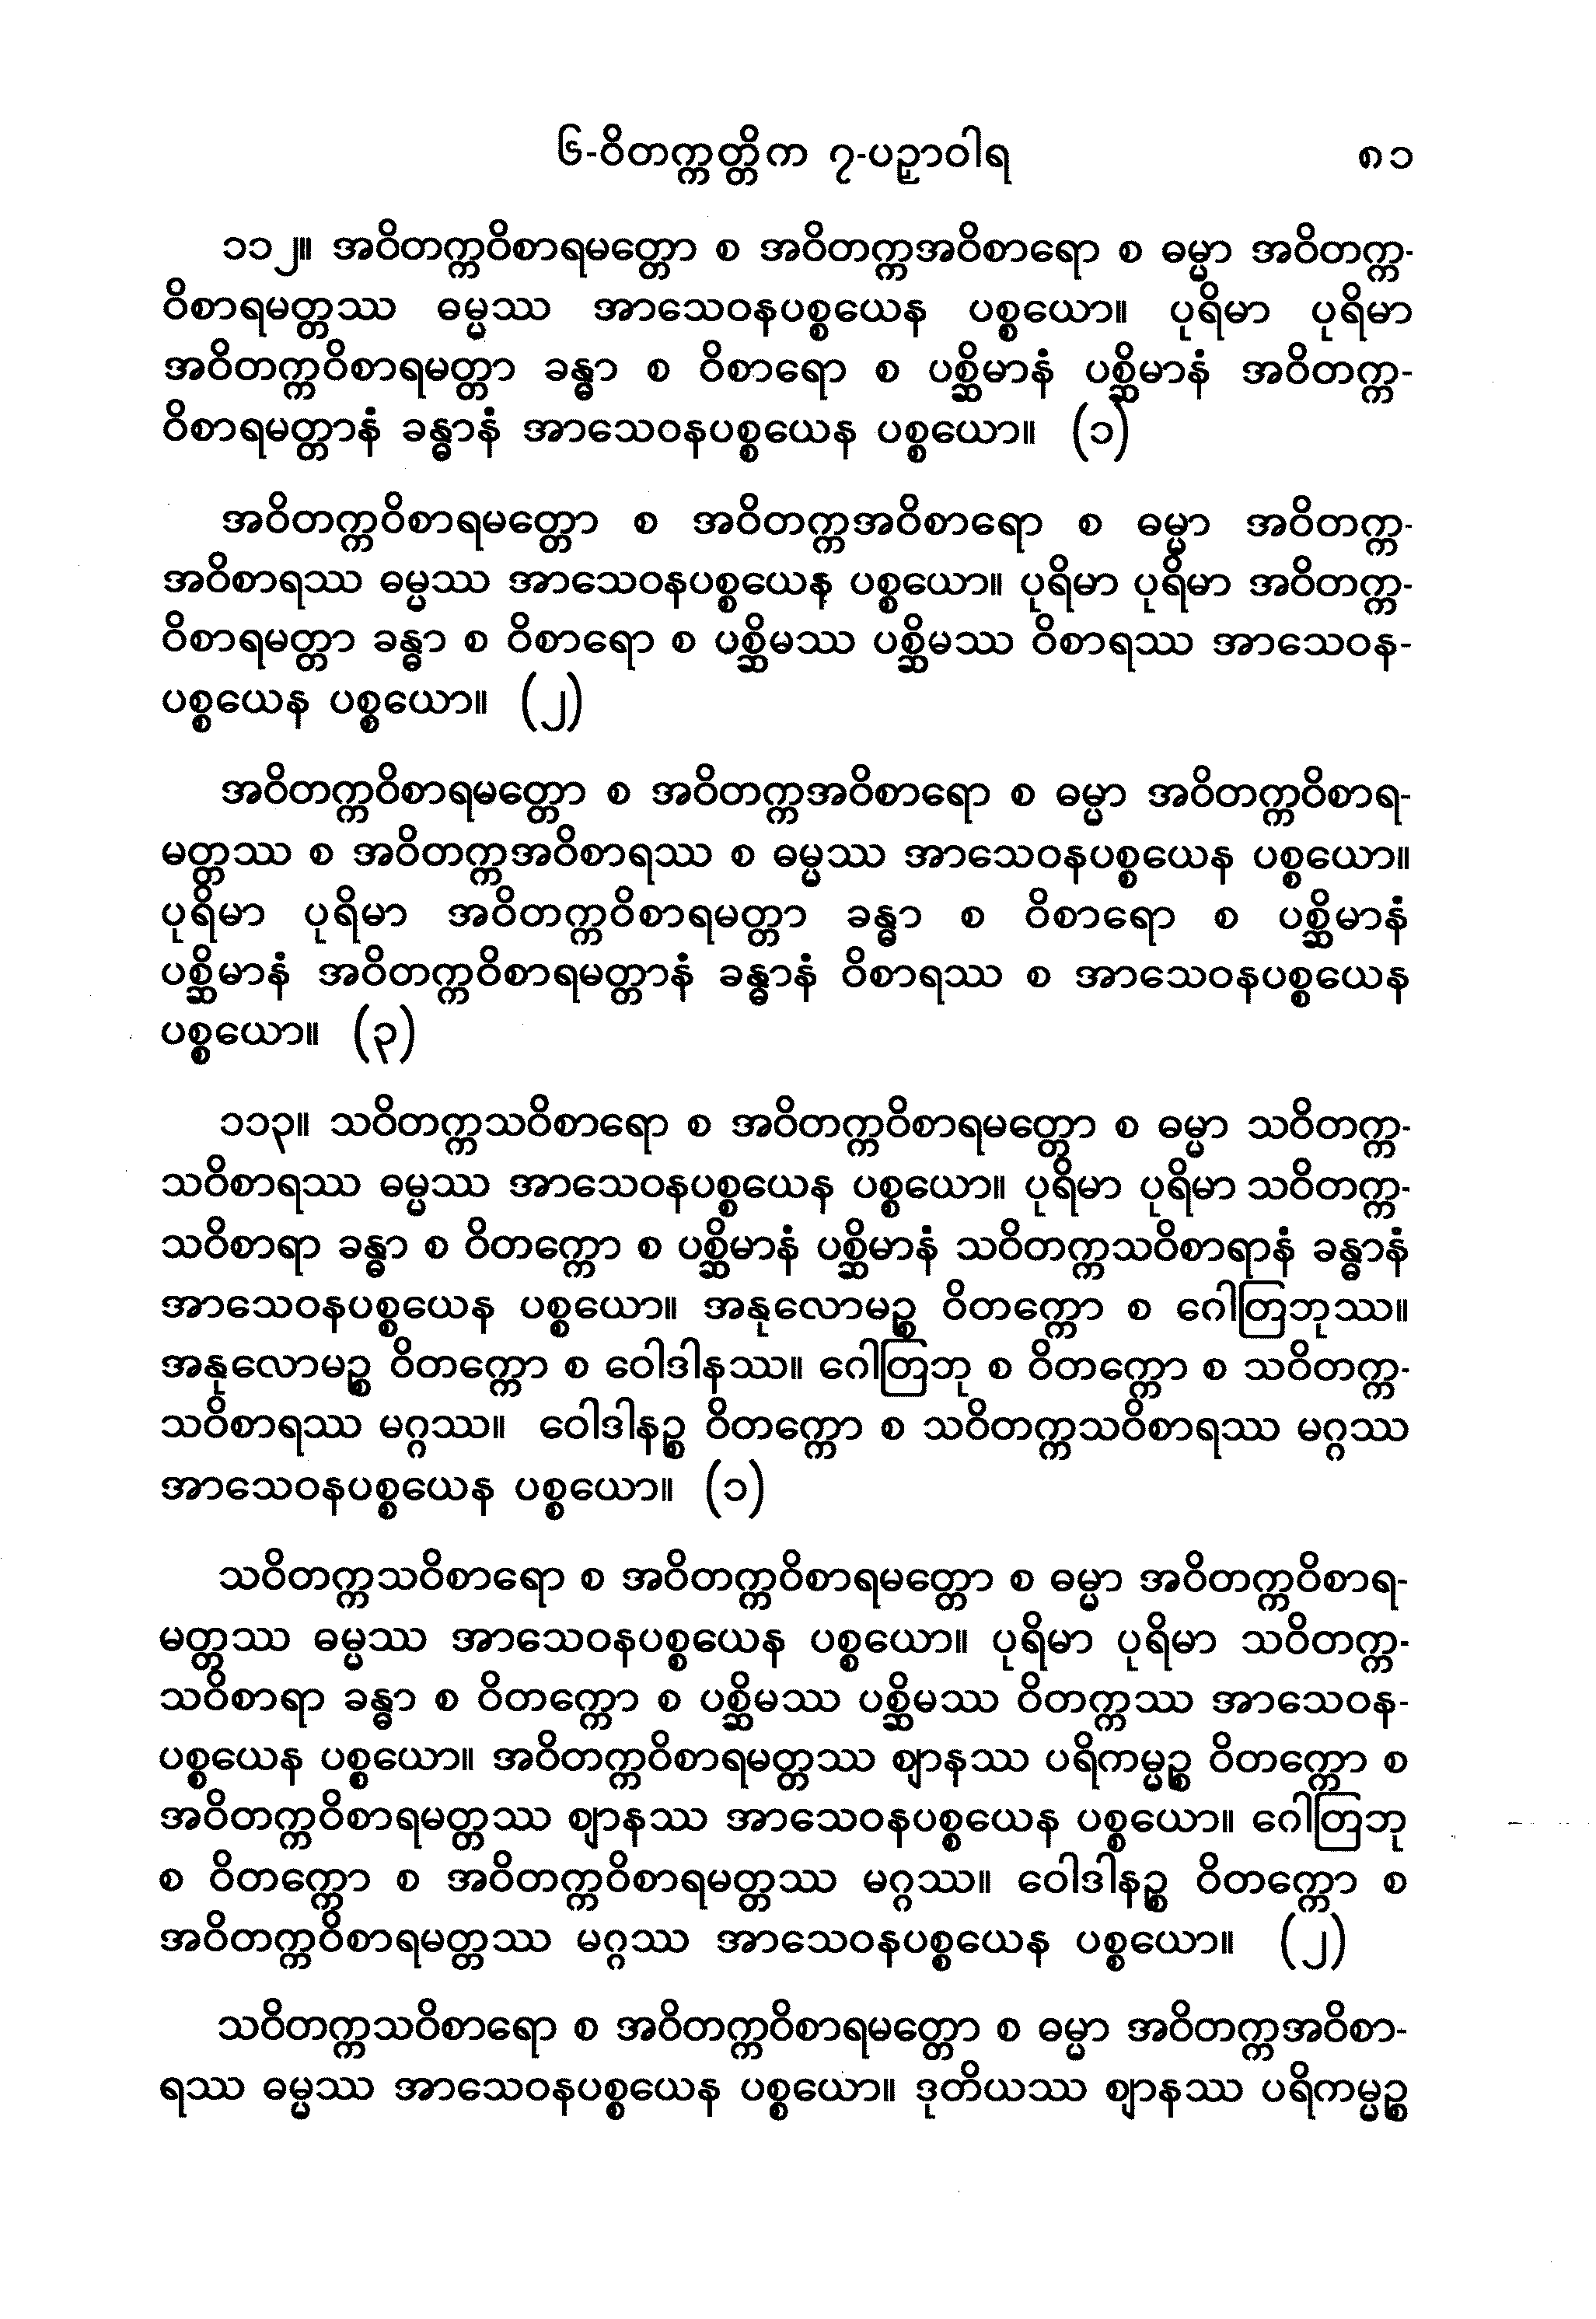 ၆-ဝိတက္ကတ္တိက ၇-ပဉှာဝါရ ၈၁
၁၁၂။ အဝိတက္ကဝိစာရမတ္တော စ အဝိတက္ကအဝိစာရော စ ဓမ္မာ အဝိတက္က-
ဝိစာရမတ္တဿ ဓမ္မဿ အာသေဝနပစ္စယေန ပစ္စယော။ ပုရိမာ ပုရိမာ
အဝိတက္ကဝိစာရမတ္တာ ခန္ဓာ စ ဝိစာရော စ ပစ္ဆိမာနံ ပစ္ဆိမာနံ အဝိတက္က-
ဝိစာရမတ္တာနံ ခန္ဓာနံ အာသေဝနပစ္စယေန ပစ္စယော။ (၁)
အဝိတက္ကဝိစာရမတ္တော စ အဝိတက္ကအဝိစာရော စ ဓမ္မာ အဝိတက္က-
အဝိစာရဿ ဓမ္မဿ အာသေဝနပစ္စယေန ပစ္စယော။ ပုရိမာ ပုရိမာ အဝိတက္က-
ဝိစာရမတ္တာ ခန္ဓာ စ ဝိစာရော စ ပစ္ဆိမဿ ပစ္ဆိမဿ ဝိစာရဿ အာသေဝန-
ပစ္စယေန ပစ္စယော။ (၂)
အဝိတက္ကဝိစာရမတ္တော စ အဝိတက္ကအဝိစာရော စ ဓမ္မာ အဝိတက္ကဝိစာရ-
မတ္တဿ စ အဝိတက္ကအဝိစာရဿ စ ဓမ္မဿ အာသေဝနပစ္စယေန ပစ္စယော။
ပုရိမာ ပုရိမာ အဝိတက္ကဝိစာရမတ္တာ ခန္ဓာ စ ဝိစာရော စ ပစ္ဆိမာနံ
ပစ္ဆိမာနံ အဝိတက္ကဝိစာရမတ္တာနံ ခန္ဓာနံ ဝိစာရဿ စ အာသေဝနပစ္စယေန
ပစ္စယော။ (၃)
၁၁၃။ သဝိတက္ကသဝိစာရော စ အဝိတက္ကဝိစာရမတ္တော စ ဓမ္မာ သဝိတက္က-
သဝိစာရဿ ဓမ္မဿ အာသေဝနပစ္စယေန ပစ္စယော။ ပုရိမာ ပုရိမာ သဝိတက္က-
သဝိစာရာ ခန္ဓာ စ ဝိတက္ကော စ ပစ္ဆိမာနံ ပစ္ဆိမာနံ သဝိတက္ကသဝိစာရာနံ ခန္ဓာနံ
အာသေဝနပစ္စယေန ပစ္စယော။ အနုလောမဉ္စ ဝိတက္ကော စ ဂေါတြဘုဿ။
အနုလောမဉ္စ ဝိတက္ကော စ ဝေါဒါနဿ။ ဂေါတြဘု စ ဝိတက္ကော စ သဝိတက္က-
သဝိစာရဿ မဂ္ဂဿ။ ဝေါဒါနဉ္စ ဝိတက္ကော စ သဝိတက္ကသဝိစာရဿ မဂ္ဂဿ
အာသေဝနပစ္စယေန ပစ္စယော။ (၁)
သဝိတက္ကသဝိစာရော စ အဝိတက္ကဝိစာရမတ္တော စ ဓမ္မာ အဝိတက္ကဝိစာရ-
မတ္တဿ ဓမ္မဿ အာသေဝနပစ္စယေန ပစ္စယော။ ပုရိမာ ပုရိမာ သဝိတက္က-
သဝိစာရာ ခန္ဓာ စ ဝိတက္ကော စ ပစ္ဆိမဿ ပစ္ဆိမဿ ဝိတက္ကဿ အာသေဝန-
ပစ္စယေန ပစ္စယော။ အဝိတက္ကဝိစာရမတ္တဿ ဈာနဿ ပရိကမ္မဉ္စ ဝိတက္ကော စ
အဝိတက္ကဝိစာရမတ္တဿ ဈာနဿ အာသေဝနပစ္စယေန ပစ္စယော။ ဂေါတြဘု
စ ဝိတက္ကော စ အဝိတက္ကဝိစာရမတ္တဿ မဂ္ဂဿ။ ဝေါဒါနဉ္စ ဝိတက္ကော စ
အဝိတက္ကဝိစာရမတ္တဿ မဂ္ဂဿ အာသေဝနပစ္စယေန ပစ္စယော။ (၂)
သဝိတက္ကသဝိစာရော စ အဝိတက္ကဝိစာရမတ္တော စ ဓမ္မာ အဝိတက္ကအဝိစာ-
ရဿ ဓမ္မဿ အာသေဝနပစ္စယေန ပစ္စယော။ ဒုတိယဿ ဈာနဿ ပရိကမ္မဉ္စ